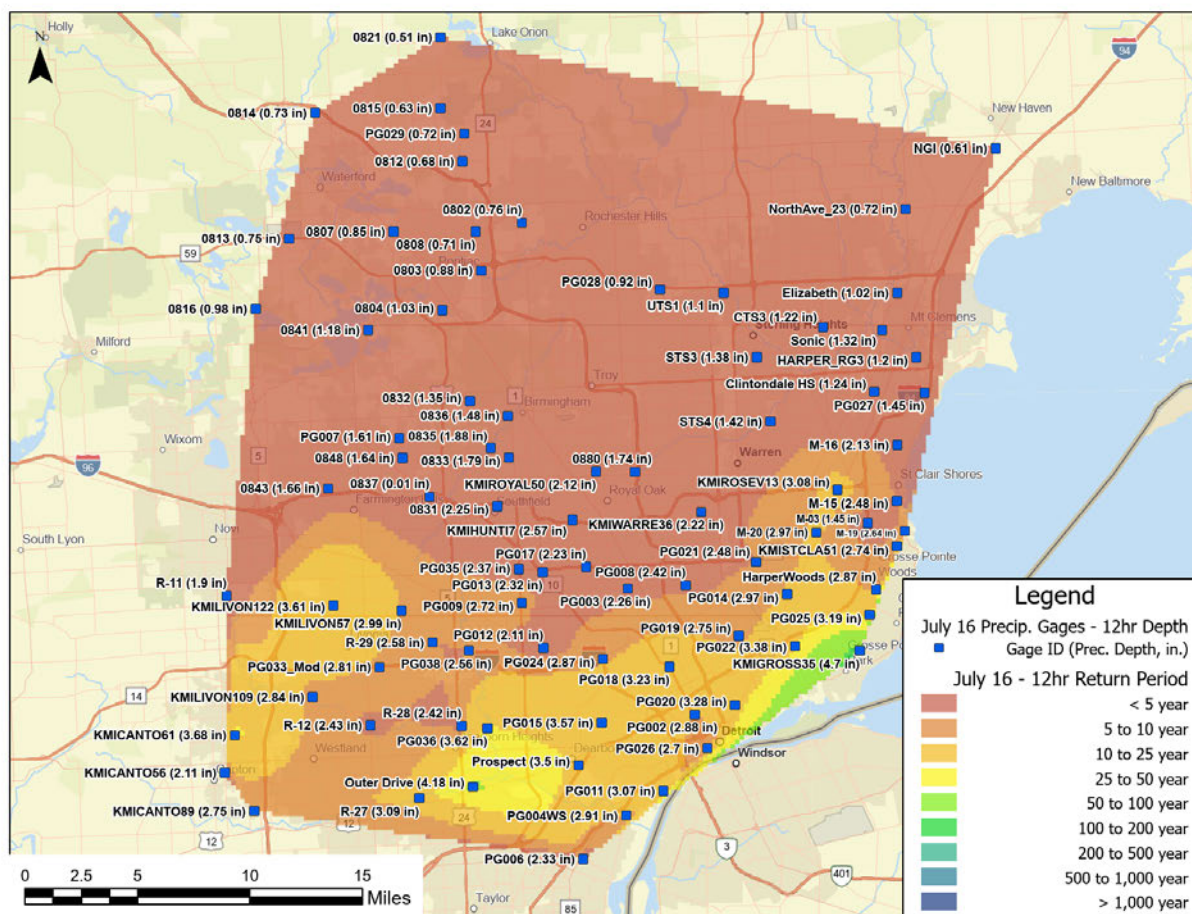 Holly
N
0821 (0.51 in)
Lake Orion
94
0814 (0.73 in)
0815 (0.63 in)
24
PG029 (0.72 in)
0812 (0.68 in)
New Haven
NGI (0.61 in)
Waterford
New Baltimore
0802 (0.76 in)
Rochester Hills
NorthAve_23 (0.72 in)
59
0813 (0.75 in)
0807 (0.85 in)
0808 (0.71 in)
0803 (0.88 in)
PG028 (0.92 in)
UTS1 (1.1 in)
Elizabeth (1.02 in)
0816 (0.98 in)
0804 (1.03 in)
0841 (1.18 in)
CTS3 (1.22 in)
Sterling Heights
Mt Clemens
Sonic (1.32 in)
Milford
STS3 (1.38 in)
HARPER_RG3 (1.2 in)
Troy
Clintondale HS (1.24 in)
PG027 (1.45 in)
0832 (1.35 in)
1
Birmingham
0836 (1.48 in)
STS4 (1.42 in)
Wixom
PG007 (1.61 in)
0835 (1.88 in)
M-16 (2.13 in)
96
5
0848 (1.64 in)
0833 (1.79 in)
0880 (1.74 in)
Warren
St Clair Shores
0843 (1.66 in)
0837 (0.01 in)
KMIROYAL50 (2.12 in)
KMIROSEV13 (3.08 in)
Royal Oak
M-15 (2.48 in)
Southfield
0831 (2.25 in)
KMIHUNTI7 (2.57 in)
KMIWARRE36 (2.22 in)
M-03 (1.45 in)
M-20 (2.97 in)
M-19 (2.64 in)
Novi
South Lyon
PG017 (2.23 in)
PG021 (2.48 in)
KMISTCLA51 (2.74 in)
Woods
PG035 (2.37 in)
PG008 (2.42 in)
HarperWoods (2.87 in)
R-11 (1.9 in)
PG013 (2.32 in)
10
PG003 (2.26 in)
PG014 (2.97 in)
KMILIVON122 (3.61 in)
PG009 (2.72 in)
PG025 (3.19 in)
KMILIVON57 (2.99 in)
R-29 (2.58 in)
PG012 (2.11 in)
PG019 (2.75 in)
PG022 (3.38 in)
PG033_Mod (2.81 in)
PG038 (2.56 in)
PG024 (2.87 in)
1
KMIGROSS35 (4.7 in)
Park
PG018 (3.23 in)
14
KMILIVON109 (2.84 in)
R-28 (2.42 in)
PG020 (3.28 in)
R-12 (2.43 in)
PG015 (3.57 in)
PG002 (2.88 in)
KMICANTO61 (3.68 in)
PG036 (3.62 in)
Detroit
PG026 (2.7 in)
Westland
Windsor
KMICANTO56 (2.11 in)
Prospect (3.5 in)
Outer Drive (4.18 in)
PG011 (3.07 in)
KMICANTO89 (2.75 in)
R-27 (3.09 in)
12
24
PG004WS (2.91 in)
12
3
PG006 (2.33 in)
401
Taylor
85
0 1.25 2.5 5 10 15
Miles
Legend
July 16 Precip. Gages - 12hr Depth
Gage ID (Prec. Depth, in.)
July 16 - 12hr Return Period
< 5 year
5 to 10 year
10 to 25 year
25 to 50 year
50 to 100 year
100 to 200 year
200 to 500 year
500 to 1,000 year
> 1,000 year